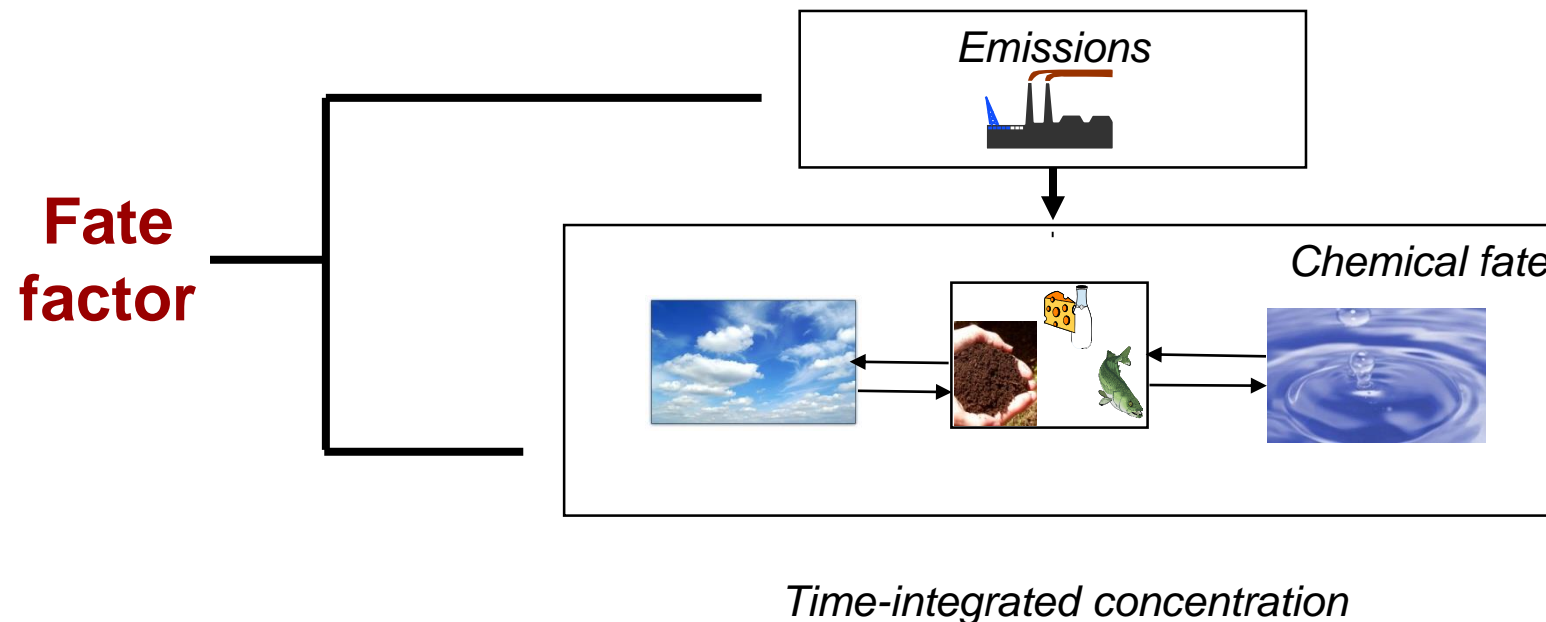 Emissions
Fate
factor
Chemical fate
Time-integrated concentration